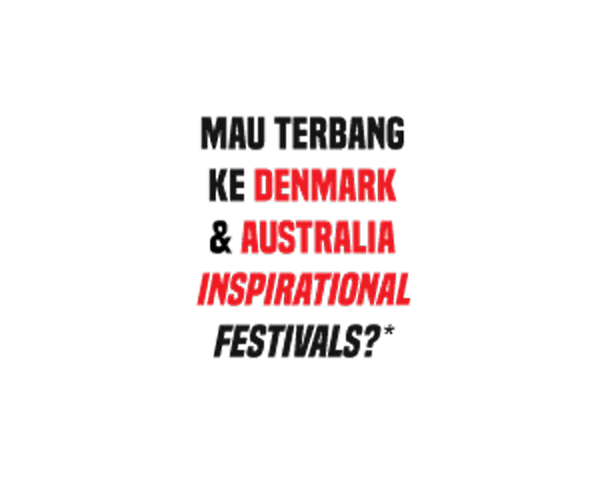 MAU TERBANG
KE DENMARK
& AUSTRALIA
INSPIRATIONAL
FESTIVALS?*